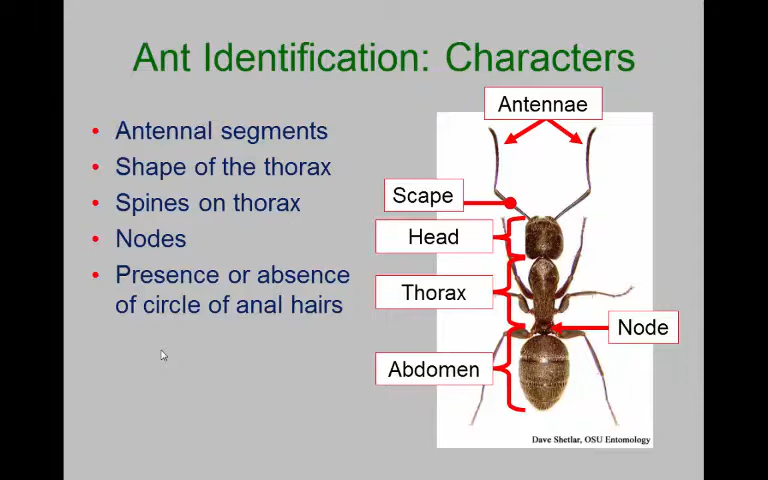 Ant Identification: Characters
Antennal segments
Shape of the thorax
Spines on thorax
Nodes
Presence or absence
of circle of anal hairs
Antennae
Scape
Head
Thorax
Node
Abdomen
Dave Shetlar, OSU Entomology